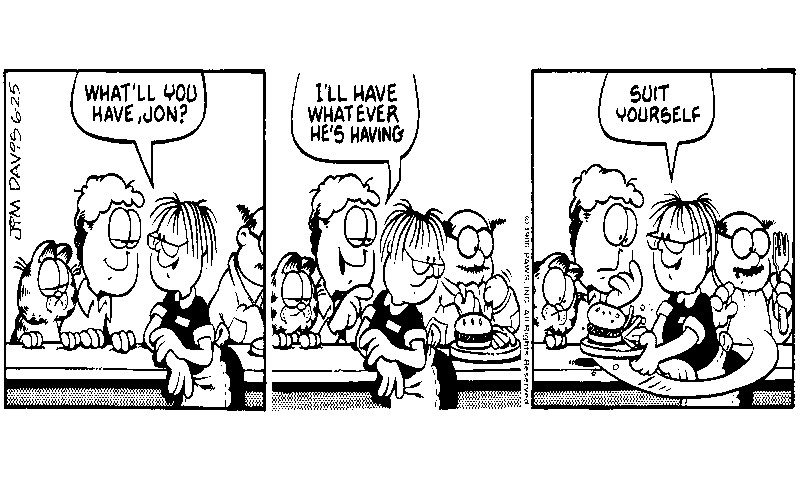 JIM DAVIS 6-25
WHAT'LL YOU
HAVE, JON?
I'LL HAVE
WHATEVER
HE'S HAVING
SUIT
YOURSELF